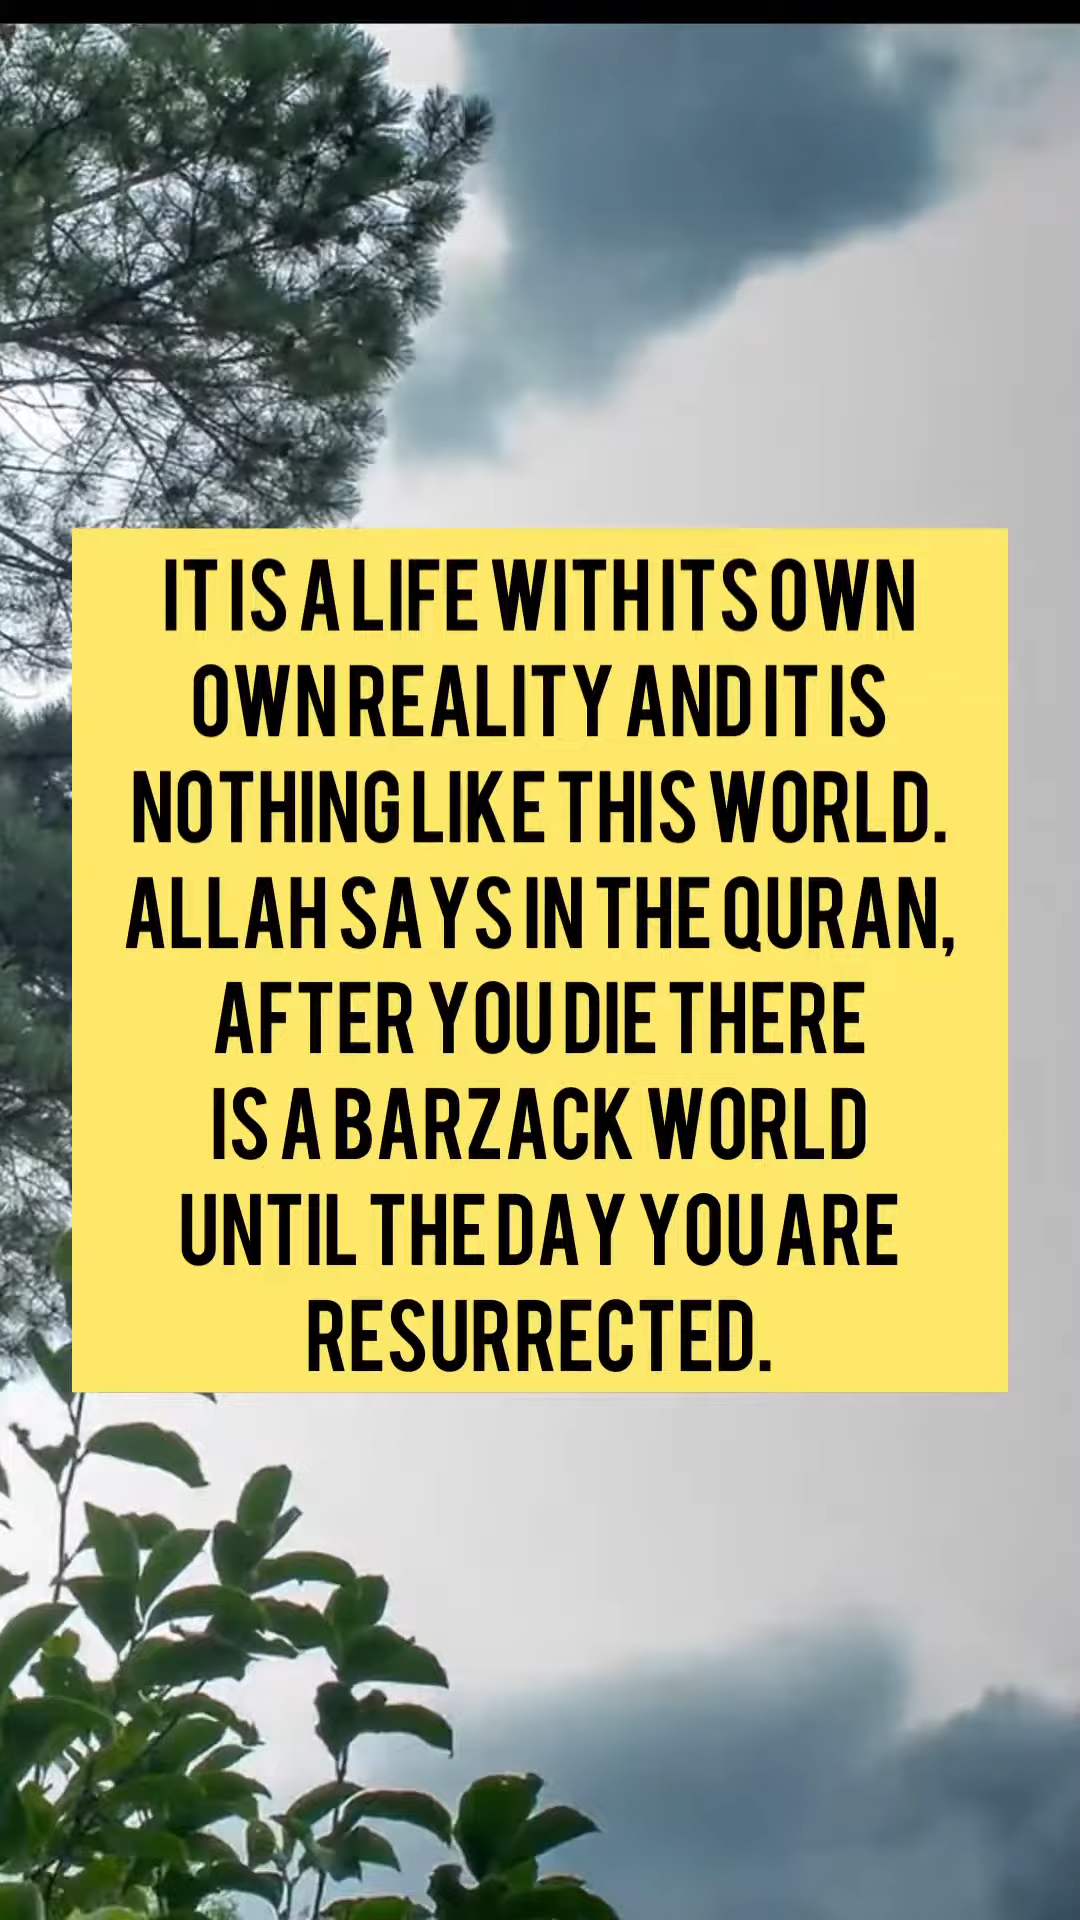 IT IS A LIFE WITH ITS OWN
OWN REALITY AND IT IS
NOTHING LIKE THIS WORLD.
ALLAH SAYS IN THE QURAN,
AFTER YOU DIE THERE
IS A BARZACK WORLD
UNTIL THE DAY YOU ARE
RESURRECTED.